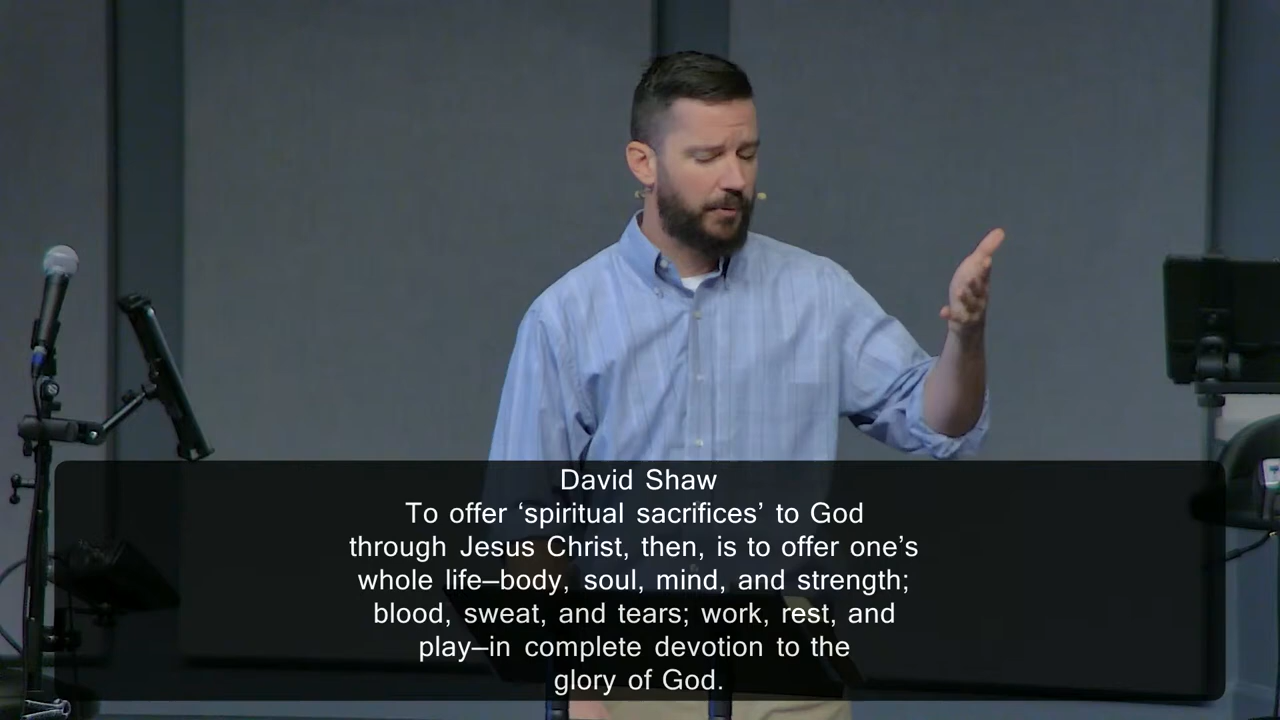 David Shaw
To offer ‘spiritual sacrifices’ to God
through Jesus Christ, then, is to offer one’s
whole life—body, soul, mind, and strength;
blood, sweat, and tears; work, rest, and
play—in complete devotion to the
glory of God.